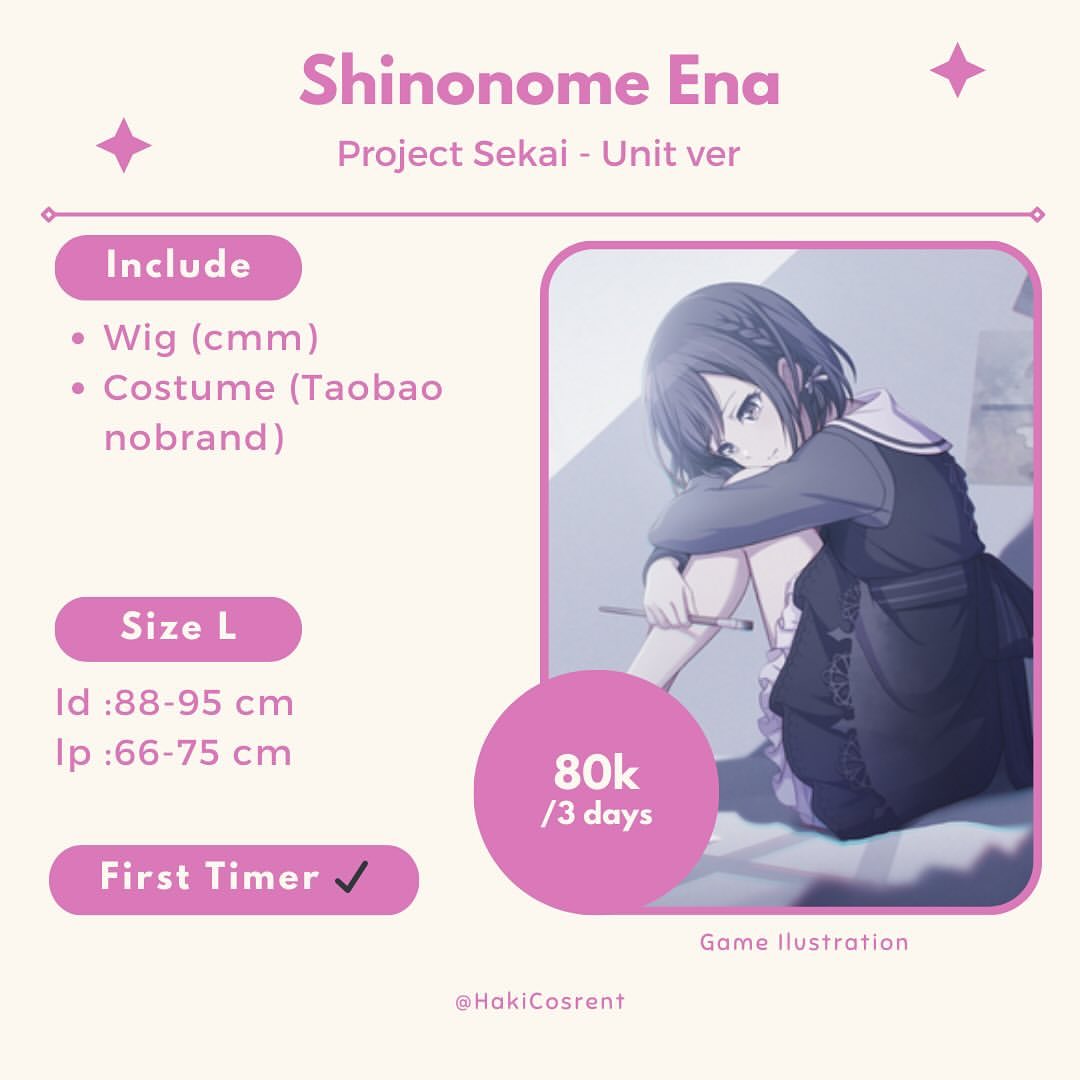 Shinonome Ena
Project Sekai - Unit ver
Include
• Wig (cmm)
• Costume (Taobao
nobrand)
Size L
ld :88-95 cm
lp :66-75 cm
First Timer ✓
80k
/3 days
Game Ilustration
@HakiCosrent